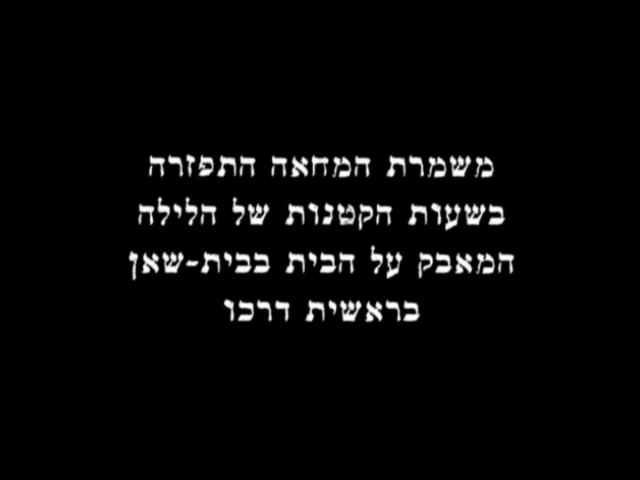 משמרת המחאה התפזרה
בשעות הקטנות של הלילה
המאבק על הבית בבית-שאן
בראשית דרכו